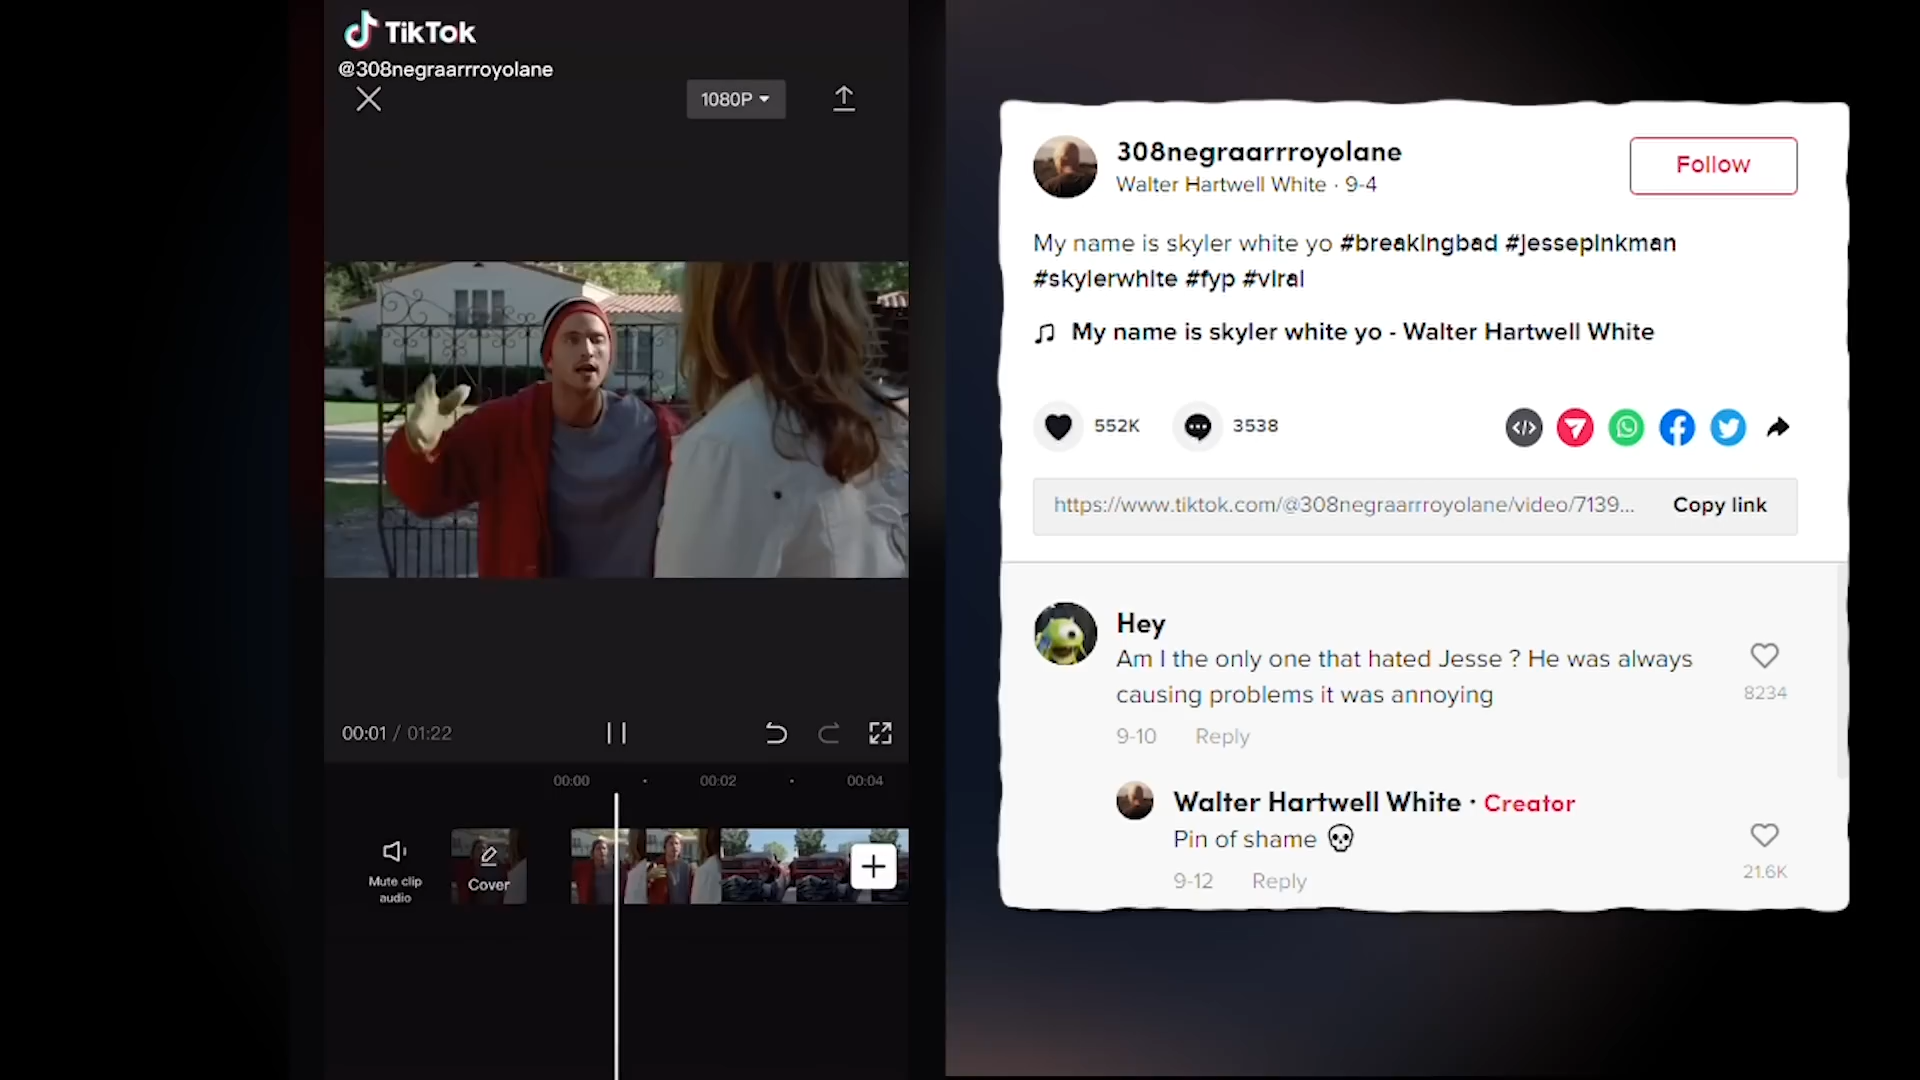 TikTok
@308negraarrroyolane
1080P
00:01 / 01:22
00:00
00:02
00:04
Mute clip
audio
Cover
308negraarrroyolane
Walter Hartwell White · 9-4
Follow
My name is skyler white yo #breakingbad #jessepinkman
#skylerwhite #fyp #viral
My name is skyler white yo - Walter Hartwell White
552K
3538
https://www.tiktok.com/@308negraarrroyolane/video/7139...
Copy link
Hey
Am I the only one that hated Jesse ? He was always
causing problems it was annoying
8234
9-10 Reply
Walter Hartwell White · Creator
Pin of shame 💀
21.6K
9-12 Reply